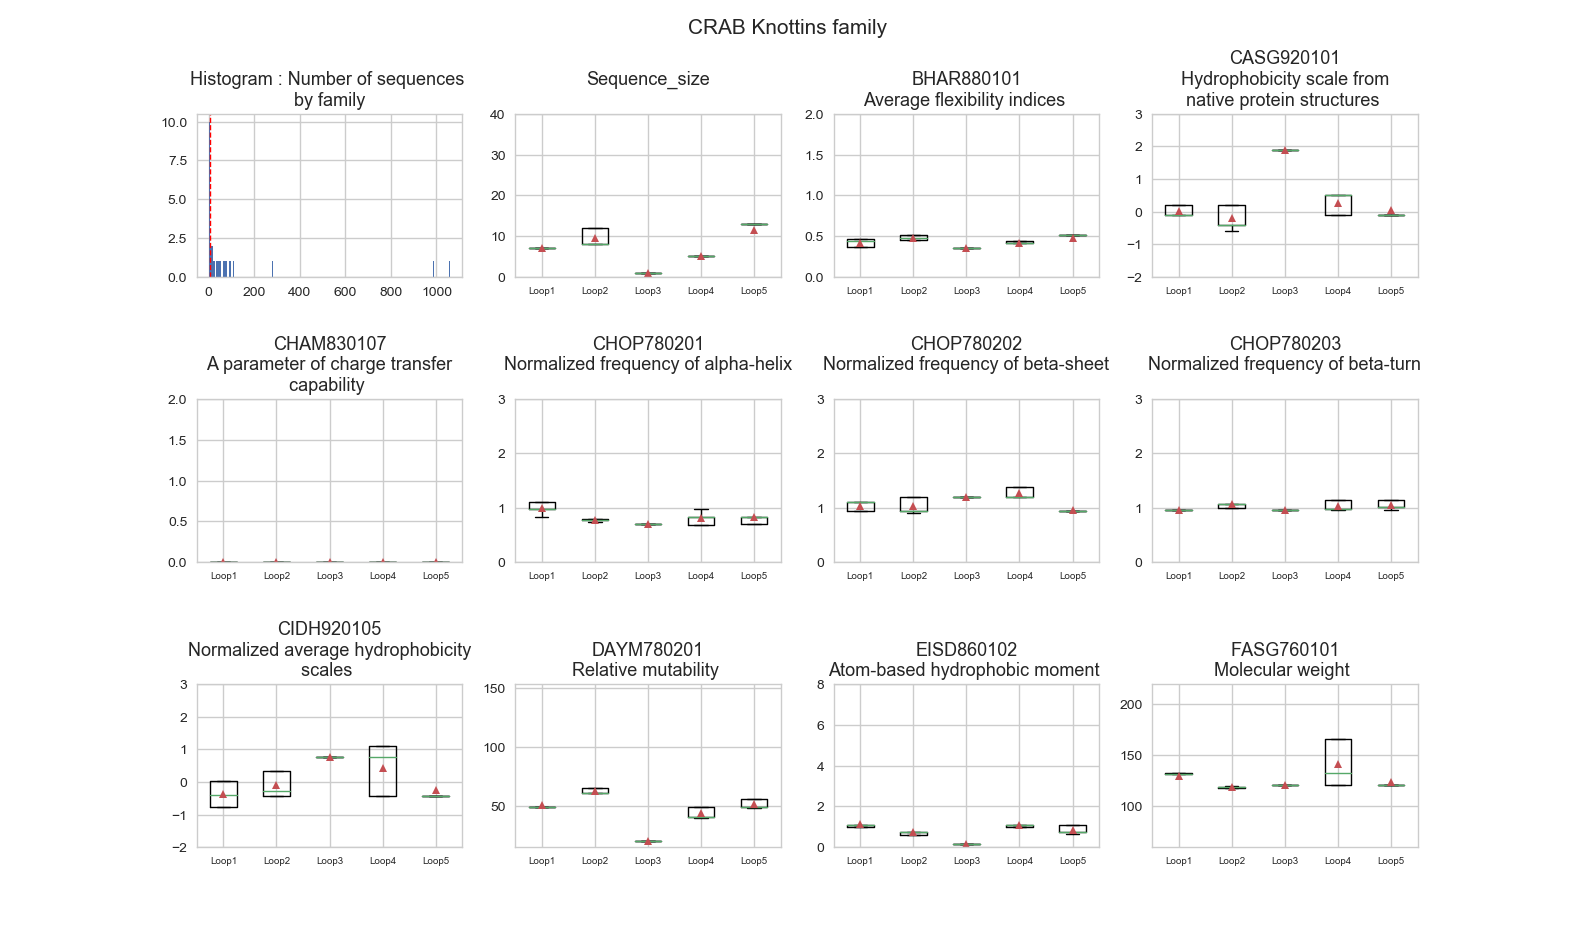 CRAB Knottins family
Histogram : Number of sequences
by family
10.0
7.5
5.0
2.5
0.0
0 200 400 600 800 1000
Sequence_size
40
30
20
10
0
Loop1 Loop2 Loop3 Loop4 Loop5
BHAR880101
Average flexibility indices
2.0
1.5
1.0
0.5
0.0
Loop1 Loop2 Loop3 Loop4 Loop5
CASG920101
Hydrophobicity scale from
native protein structures
3
2
1
0
−1
−2
Loop1 Loop2 Loop3 Loop4 Loop5
CHAM830107
A parameter of charge transfer
capability
2.0
1.5
1.0
0.5
0.0
Loop1 Loop2 Loop3 Loop4 Loop5
CHOP780201
Normalized frequency of alpha-helix
3
2
1
0
Loop1 Loop2 Loop3 Loop4 Loop5
CHOP780202
Normalized frequency of beta-sheet
3
2
1
0
Loop1 Loop2 Loop3 Loop4 Loop5
CHOP780203
Normalized frequency of beta-turn
3
2
1
0
Loop1 Loop2 Loop3 Loop4 Loop5
CIDH920105
Normalized average hydrophobicity
scales
3
2
1
0
−1
−2
Loop1 Loop2 Loop3 Loop4 Loop5
DAYM780201
Relative mutability
150
100
50
Loop1 Loop2 Loop3 Loop4 Loop5
EISD860102
Atom-based hydrophobic moment
8
6
4
2
0
Loop1 Loop2 Loop3 Loop4 Loop5
FASG760101
Molecular weight
200
150
100
Loop1 Loop2 Loop3 Loop4 Loop5